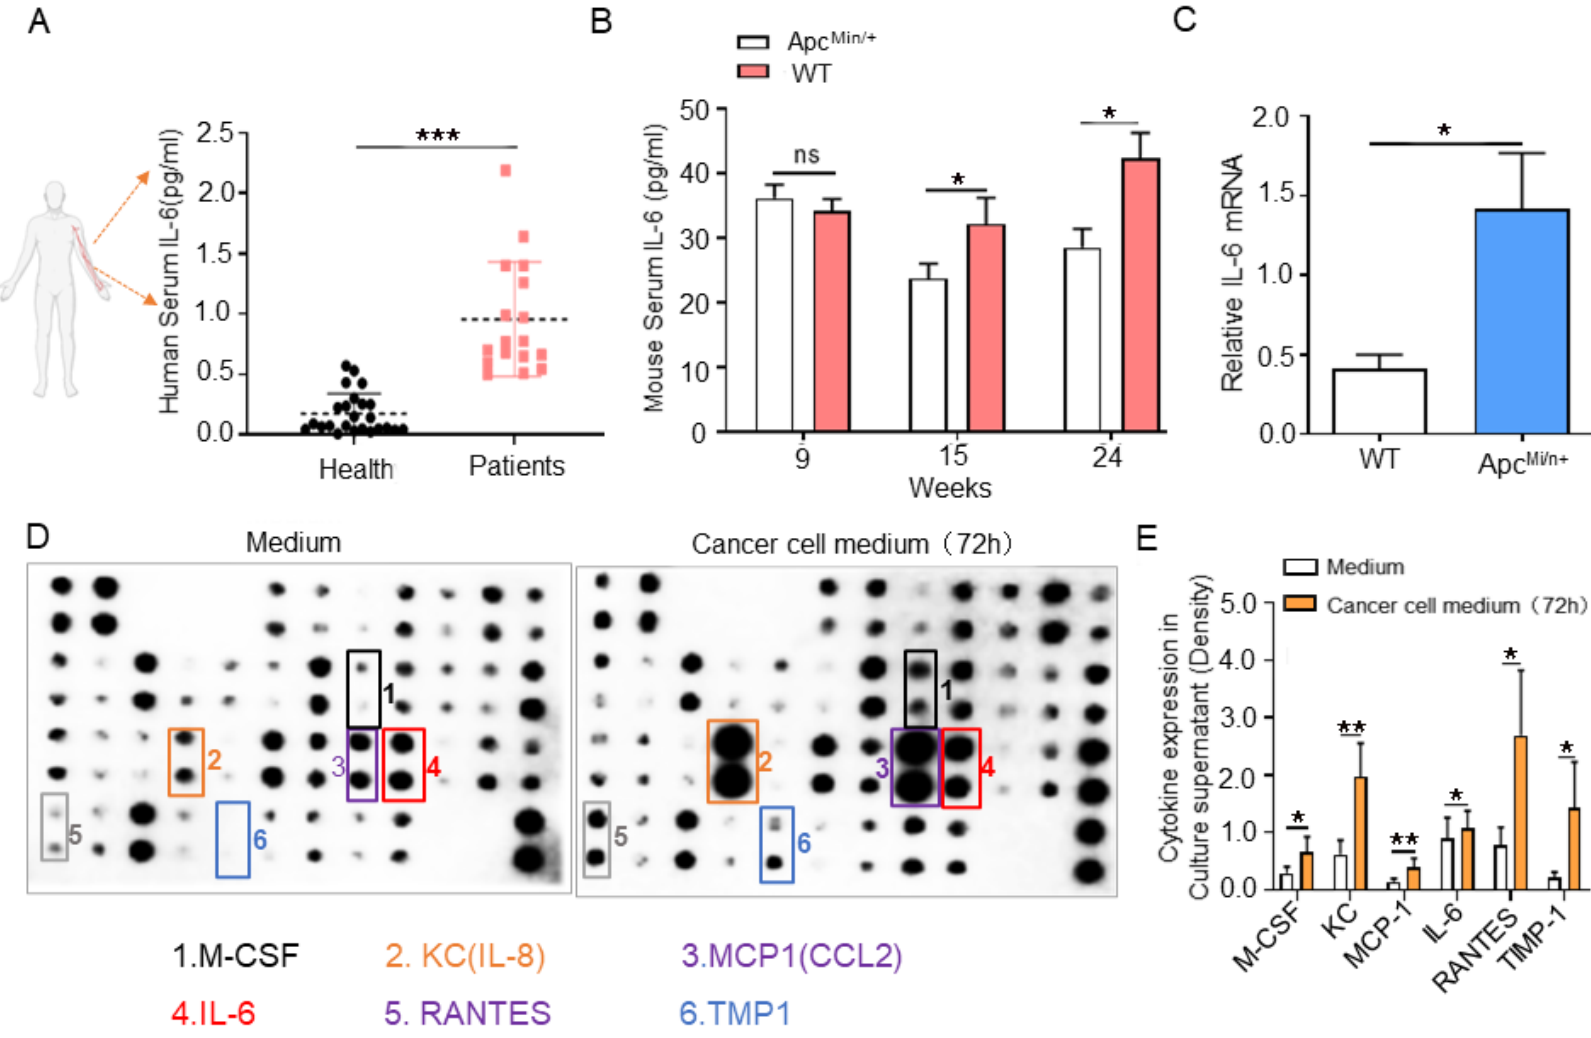 A
Human Serum IL-6(pg/ml)
2.5
2.0
1.5
1.0
0.5
0.0
***
Health
Patients
B
Apc^Min/+
WT
Mouse Serum IL-6 (pg/ml)
50
40
30
20
10
0
ns
*
*
9
15
24
Weeks
C
Relative IL-6 mRNA
2.0
1.5
1.0
0.5
0.0
*
WT
Apc^Mi/n+
D
Medium
1
2
3
4
5
6
Cancer cell medium（72h）
1
2
3
4
5
6
1.M-CSF
2. KC(IL-8)
3.MCP1(CCL2)
4.IL-6
5. RANTES
6.TMP1
E
Medium
Cancer cell medium（72h）
Cytokine expression in
Culture supernatant (Density)
5.0
4.0
3.0
2.0
1.0
0.0
*
**
**
*
*
*
M-CSF
KC
MCP-1
IL-6
RANTES
TIMP-1